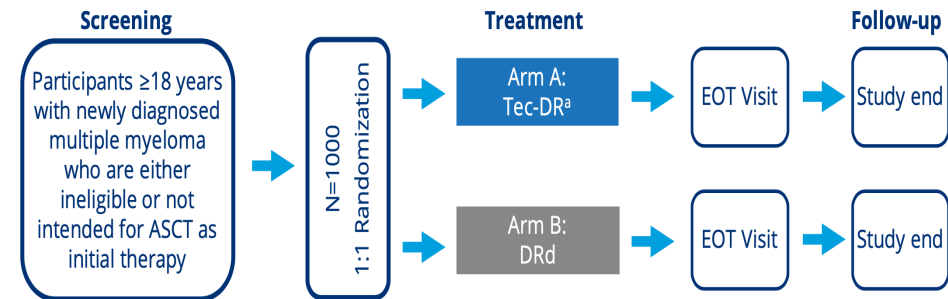 Screening
Treatment
Follow-up
Participants ≥18 years
with newly diagnosed
multiple myeloma
who are either
ineligible or not
intended for ASCT as
initial therapy
N=1000
1:1 Randomization
Arm A:
Tec-DRᵃ
EOT Visit
Study end
Arm B:
DRd
EOT Visit
Study end